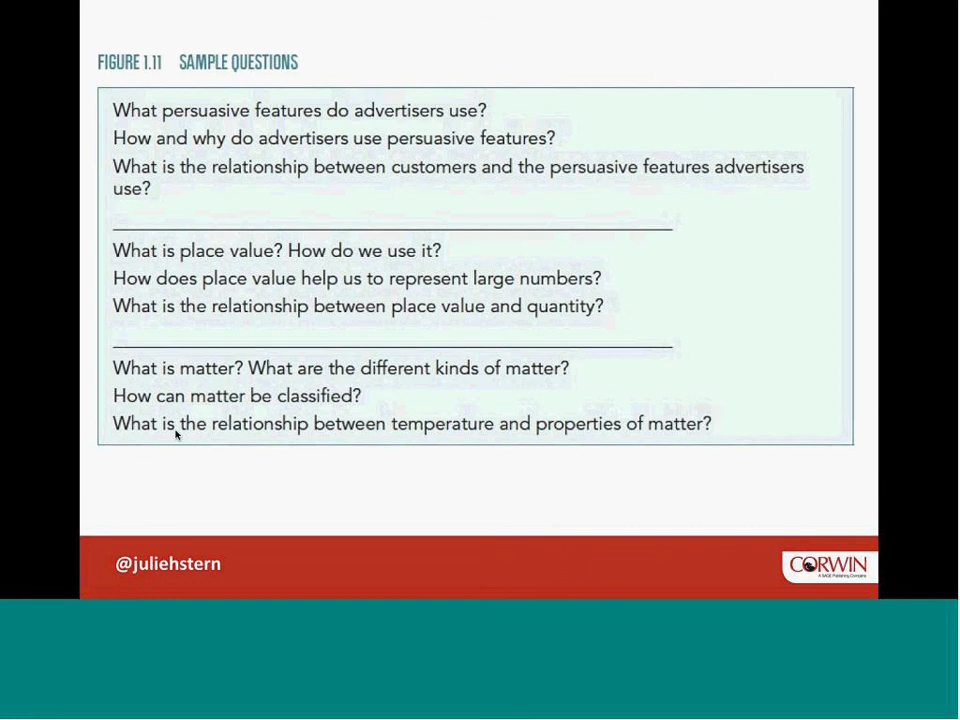 FIGURE 1.11 SAMPLE QUESTIONS
What persuasive features do advertisers use?
How and why do advertisers use persuasive features?
What is the relationship between customers and the persuasive features advertisers
use?
What is place value? How do we use it?
How does place value help us to represent large numbers?
What is the relationship between place value and quantity?
What is matter? What are the different kinds of matter?
How can matter be classified?
What is the relationship between temperature and properties of matter?
@juliehstern
CORWIN
A SAGE Publishing Company